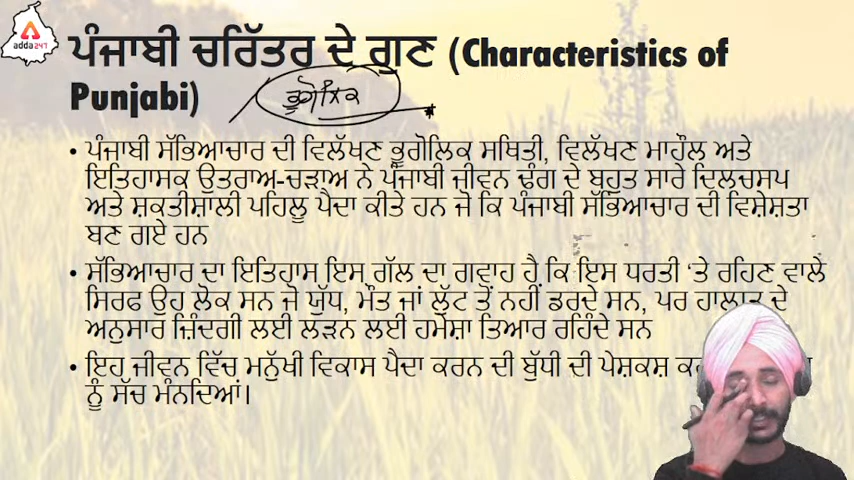 adda247
ਪੰਜਾਬੀ ਚਰਿੱਤਰ ਦੇ ਗੁਣ (Characteristics of
Punjabi)
ਭੂਗੋਲਿਕ
• ਪੰਜਾਬੀ ਸੱਭਿਆਚਾਰ ਦੀ ਵਿਲੱਖਣ ਭੂਗੋਲਿਕ ਸਥਿਤੀ, ਵਿਲੱਖਣ ਮਾਹੌਲ ਅਤੇ
ਇਤਿਹਾਸਕ ਉਤਰਾਅ-ਚੜਾਅ ਨੇ ਪੰਜਾਬੀ ਜੀਵਨ ਢੰਗ ਦੇ ਬਹੁਤ ਸਾਰੇ ਦਿਲਚਸਪ
ਅਤੇ ਸ਼ਕਤੀਸ਼ਾਲੀ ਪਹਿਲੂ ਪੈਦਾ ਕੀਤੇ ਹਨ ਜੋ ਕਿ ਪੰਜਾਬੀ ਸੱਭਿਆਚਾਰ ਦੀ ਵਿਸ਼ੇਸ਼ਤਾ
ਬਣ ਗਏ ਹਨ
• ਸੱਭਿਆਚਾਰ ਦਾ ਇਤਿਹਾਸ ਇਸ ਗੱਲ ਦਾ ਗਵਾਹ ਹੈ ਕਿ ਇਸ ਧਰਤੀ 'ਤੇ ਰਹਿਣ ਵਾਲੇ
ਸਿਰਫ ਉਹ ਲੋਕ ਸਨ ਜੋ ਯੁੱਧ, ਮੌਤ ਜਾਂ ਲੁੱਟ ਤੋਂ ਨਹੀਂ ਡਰਦੇ ਸਨ, ਪਰ ਹਾਲਾਤ ਦੇ
ਅਨੁਸਾਰ ਜ਼ਿੰਦਗੀ ਲਈ ਲੜਨ ਲਈ ਹਮੇਸ਼ਾ ਤਿਆਰ ਰਹਿੰਦੇ ਸਨ
• ਇਹ ਜੀਵਨ ਵਿੱਚ ਮਨੁੱਖੀ ਵਿਕਾਸ ਪੈਦਾ ਕਰਨ ਦੀ ਬੁੱਧੀ ਦੀ ਪੇਸ਼ਕਸ਼
ਨੂੰ ਸੱਚ ਮੰਨਦਿਆਂ।